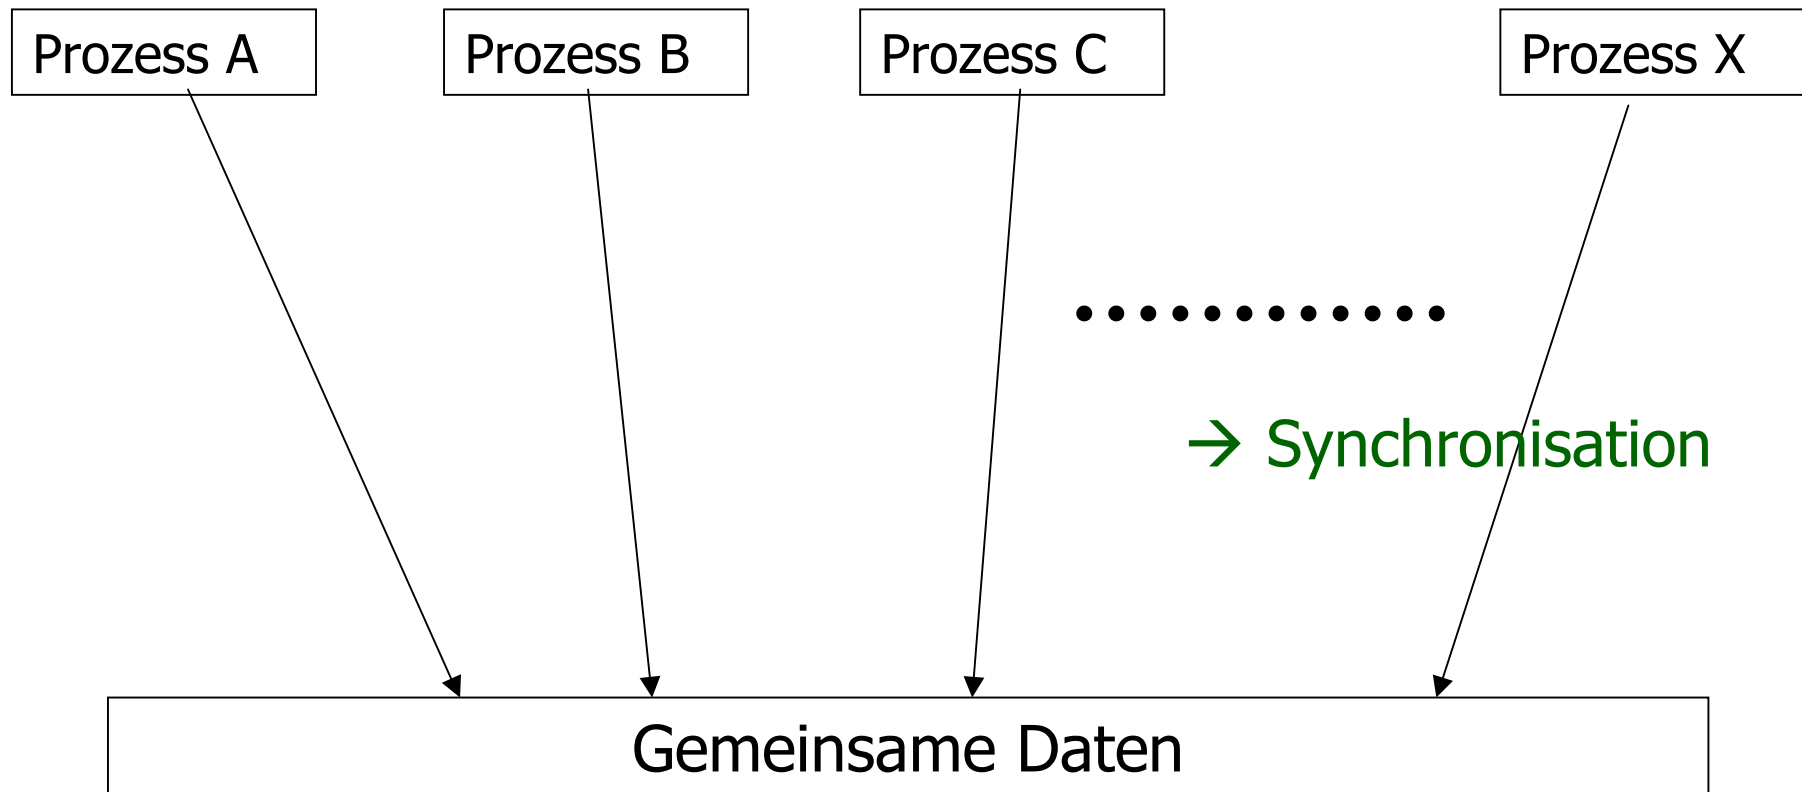 Prozess A
Prozess B
Prozess C
Prozess X
............
→ Synchronisation
Gemeinsame Daten